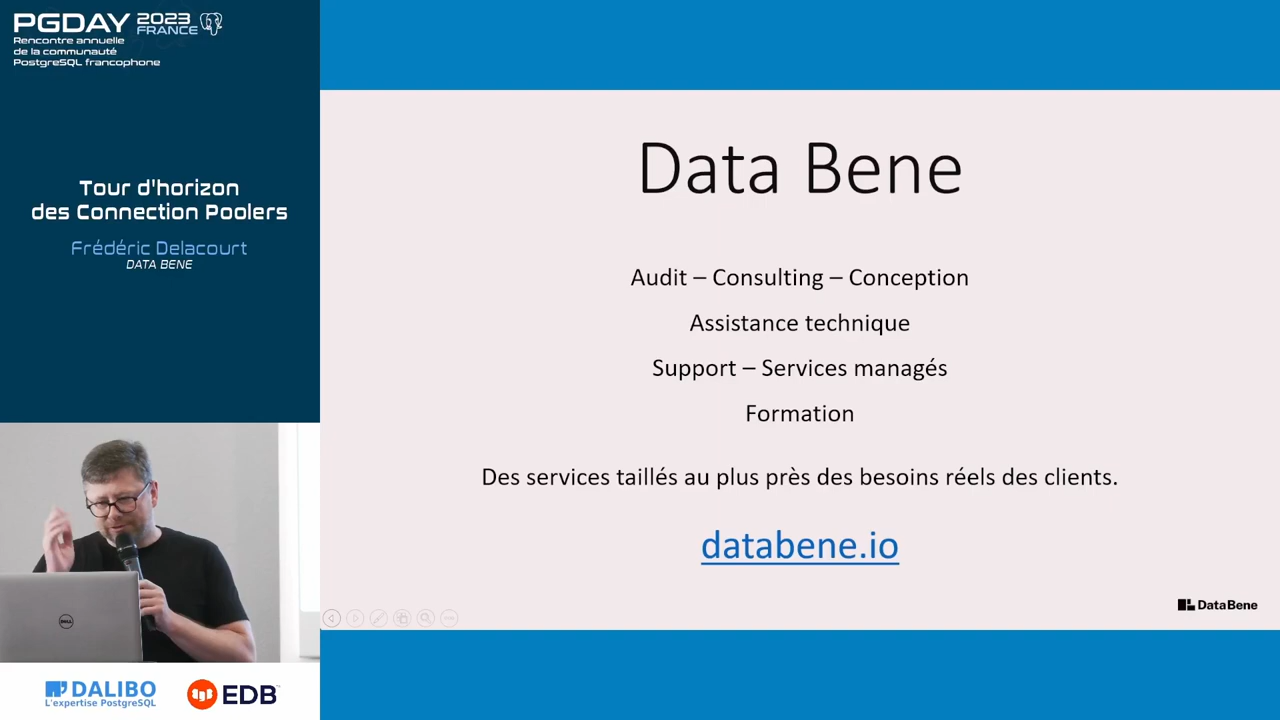 PGDAY 2023 FRANCE
Rencontre annuelle
de la communauté
PostgreSQL francophone
Tour d'horizon
des Connection Poolers
Frédéric Delacourt
DATA BENE
Data Bene
Audit – Consulting – Conception
Assistance technique
Support – Services managés
Formation
Des services taillés au plus près des besoins réels des clients.
databene.io
Data Bene
DELL
DALIBO
L'expertise PostgreSQL
EDB